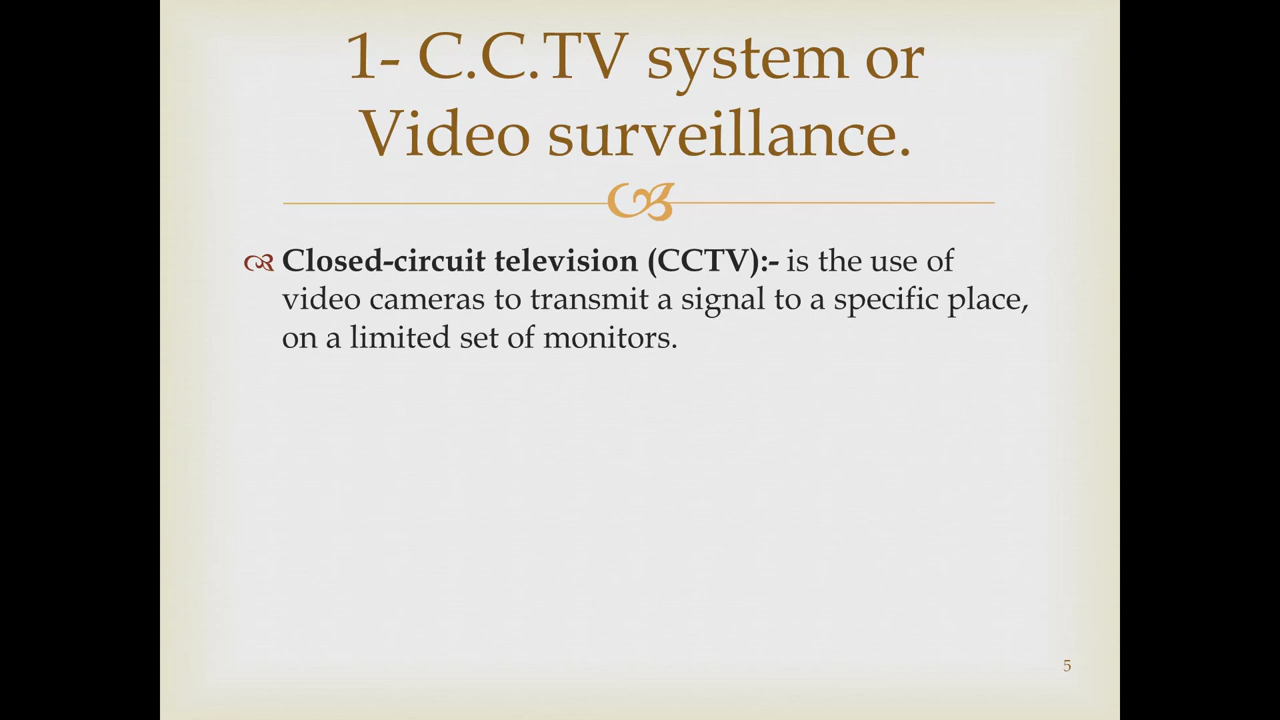 1- C.C.TV system or
Video surveillance.
Closed-circuit television (CCTV):- is the use of
video cameras to transmit a signal to a specific place,
on a limited set of monitors.
5